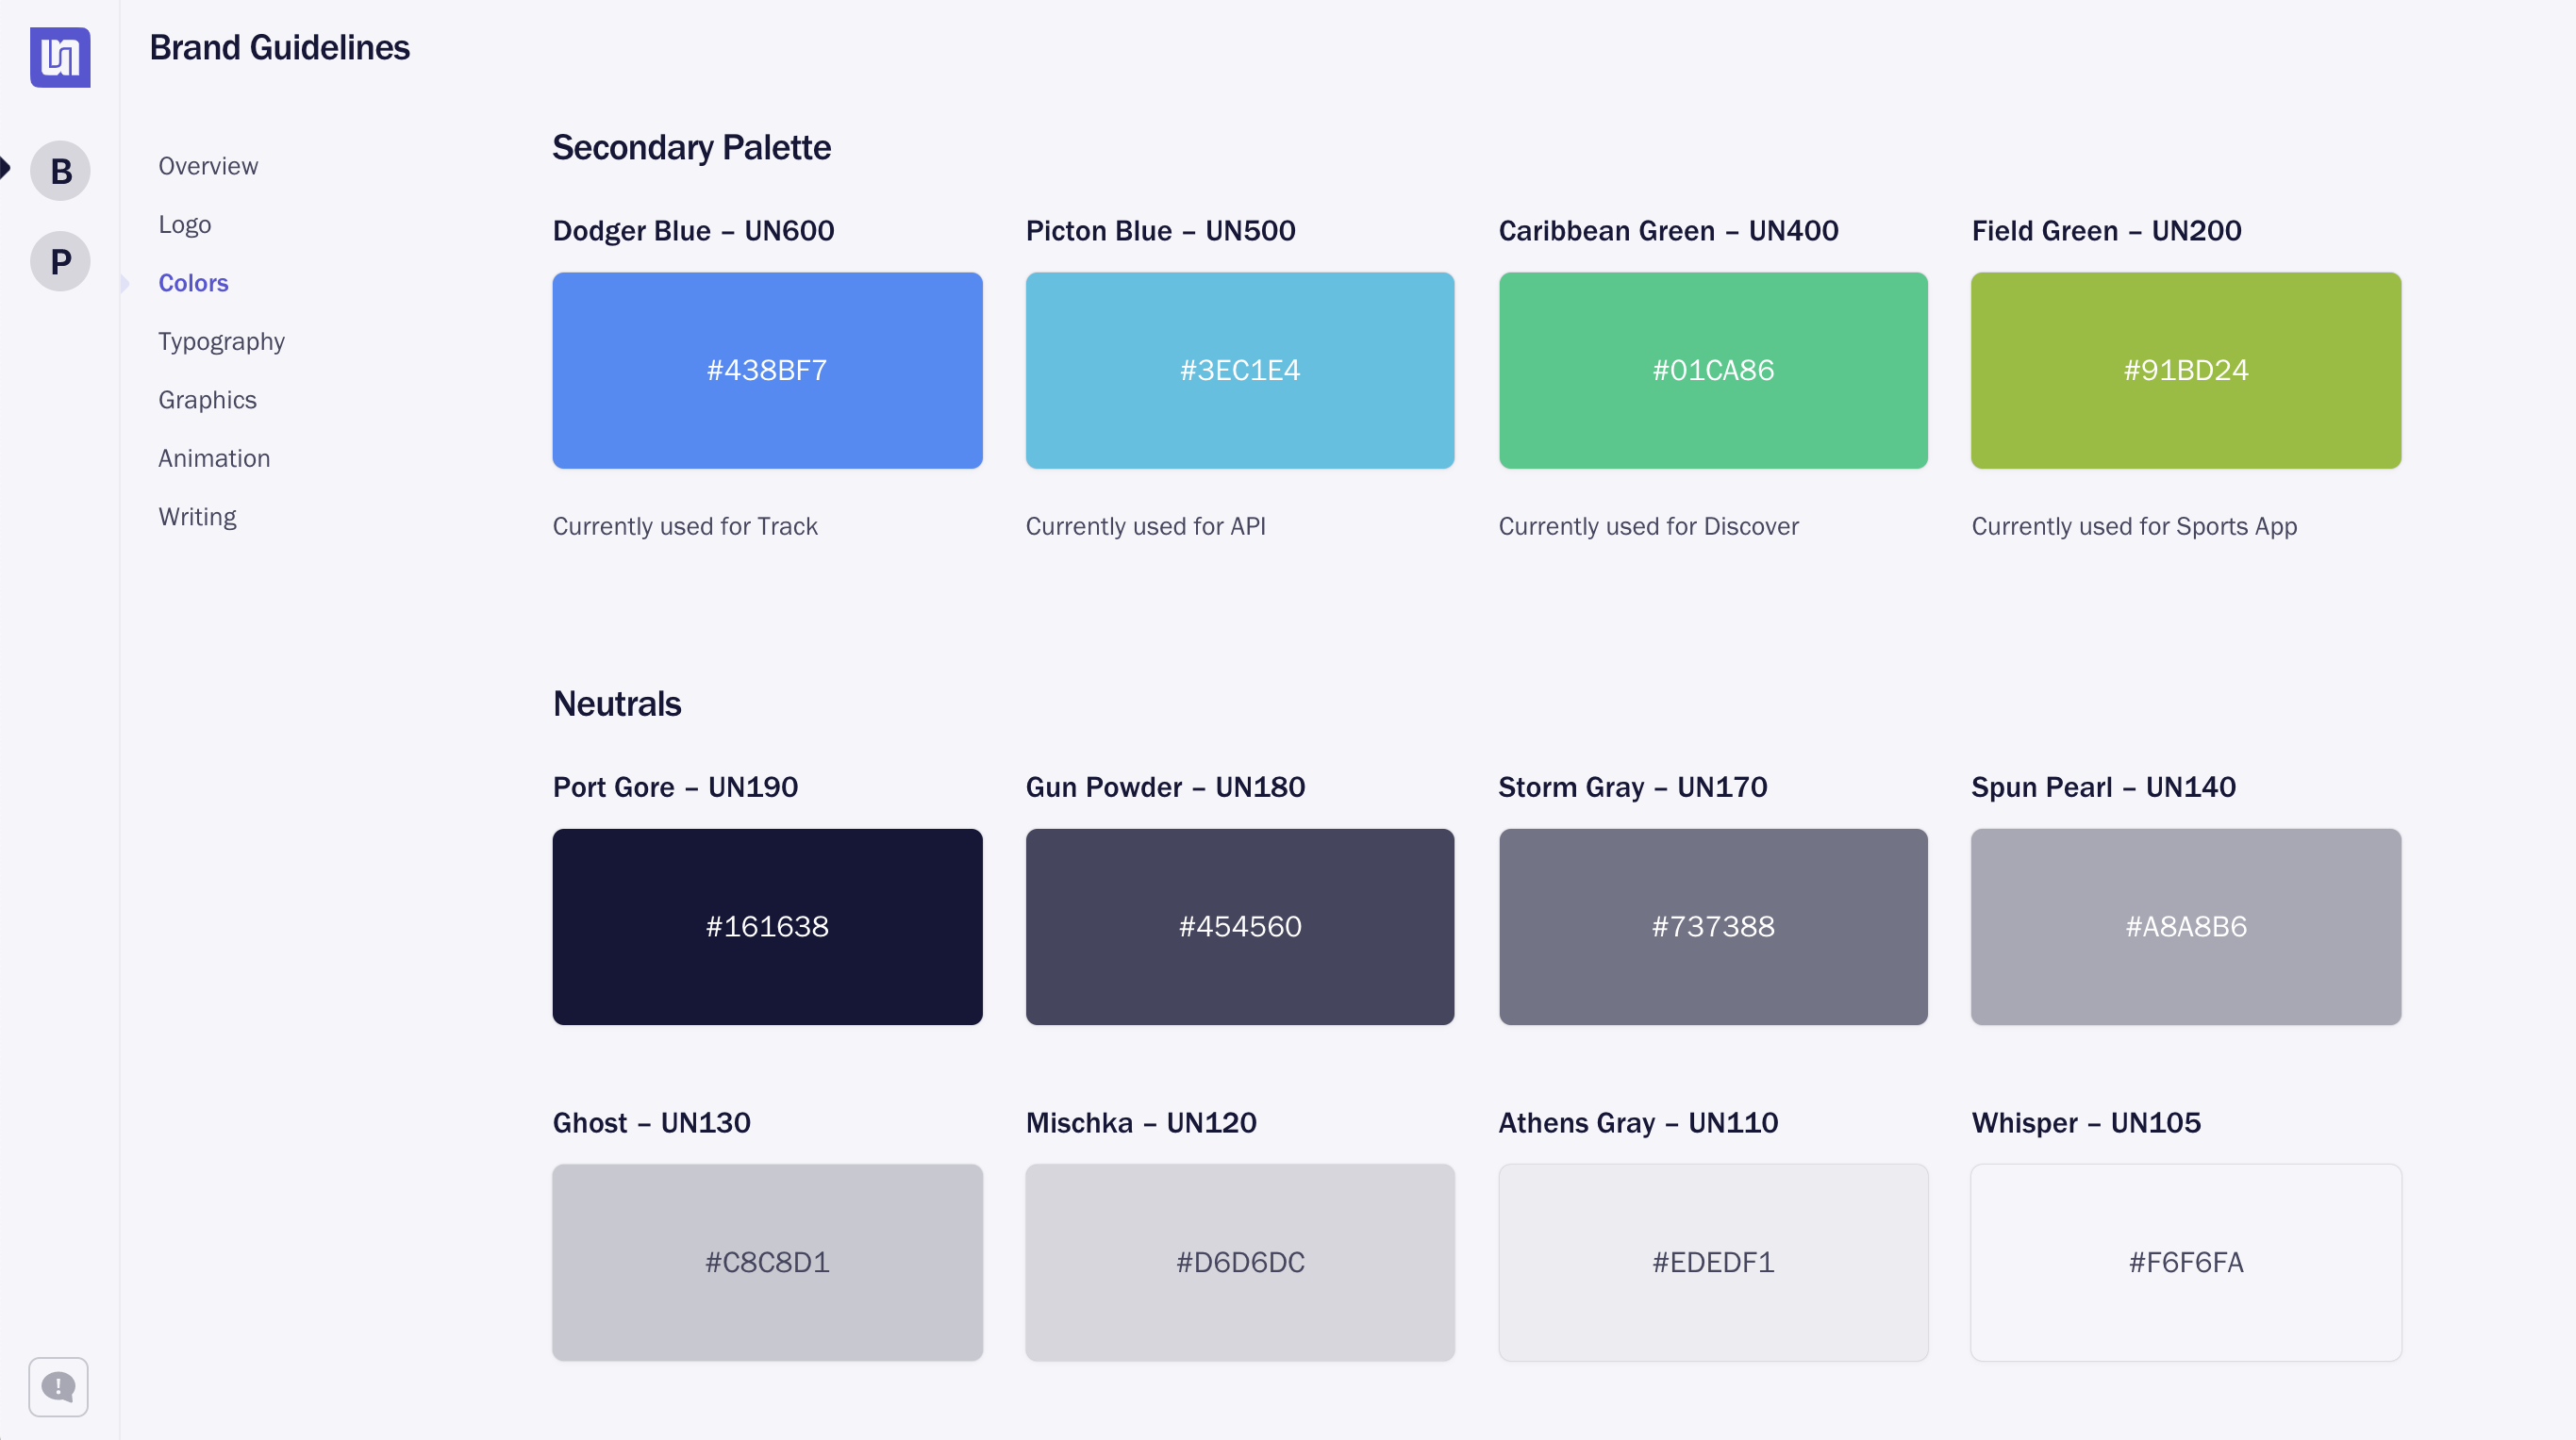 Brand Guidelines
B
P
Overview
Logo
Colors
Typography
Graphics
Animation
Writing
Secondary Palette
Dodger Blue – UN600
Picton Blue – UN500
Caribbean Green – UN400
Field Green – UN200
#438BF7
#3EC1E4
#01CA86
#91BD24
Currently used for Track
Currently used for API
Currently used for Discover
Currently used for Sports App
Neutrals
Port Gore – UN190
Gun Powder – UN180
Storm Gray – UN170
Spun Pearl – UN140
#161638
#454560
#737388
#A8A8B6
Ghost – UN130
Mischka – UN120
Athens Gray – UN110
Whisper – UN105
#C8C8D1
#D6D6DC
#EDEDF1
#F6F6FA
!